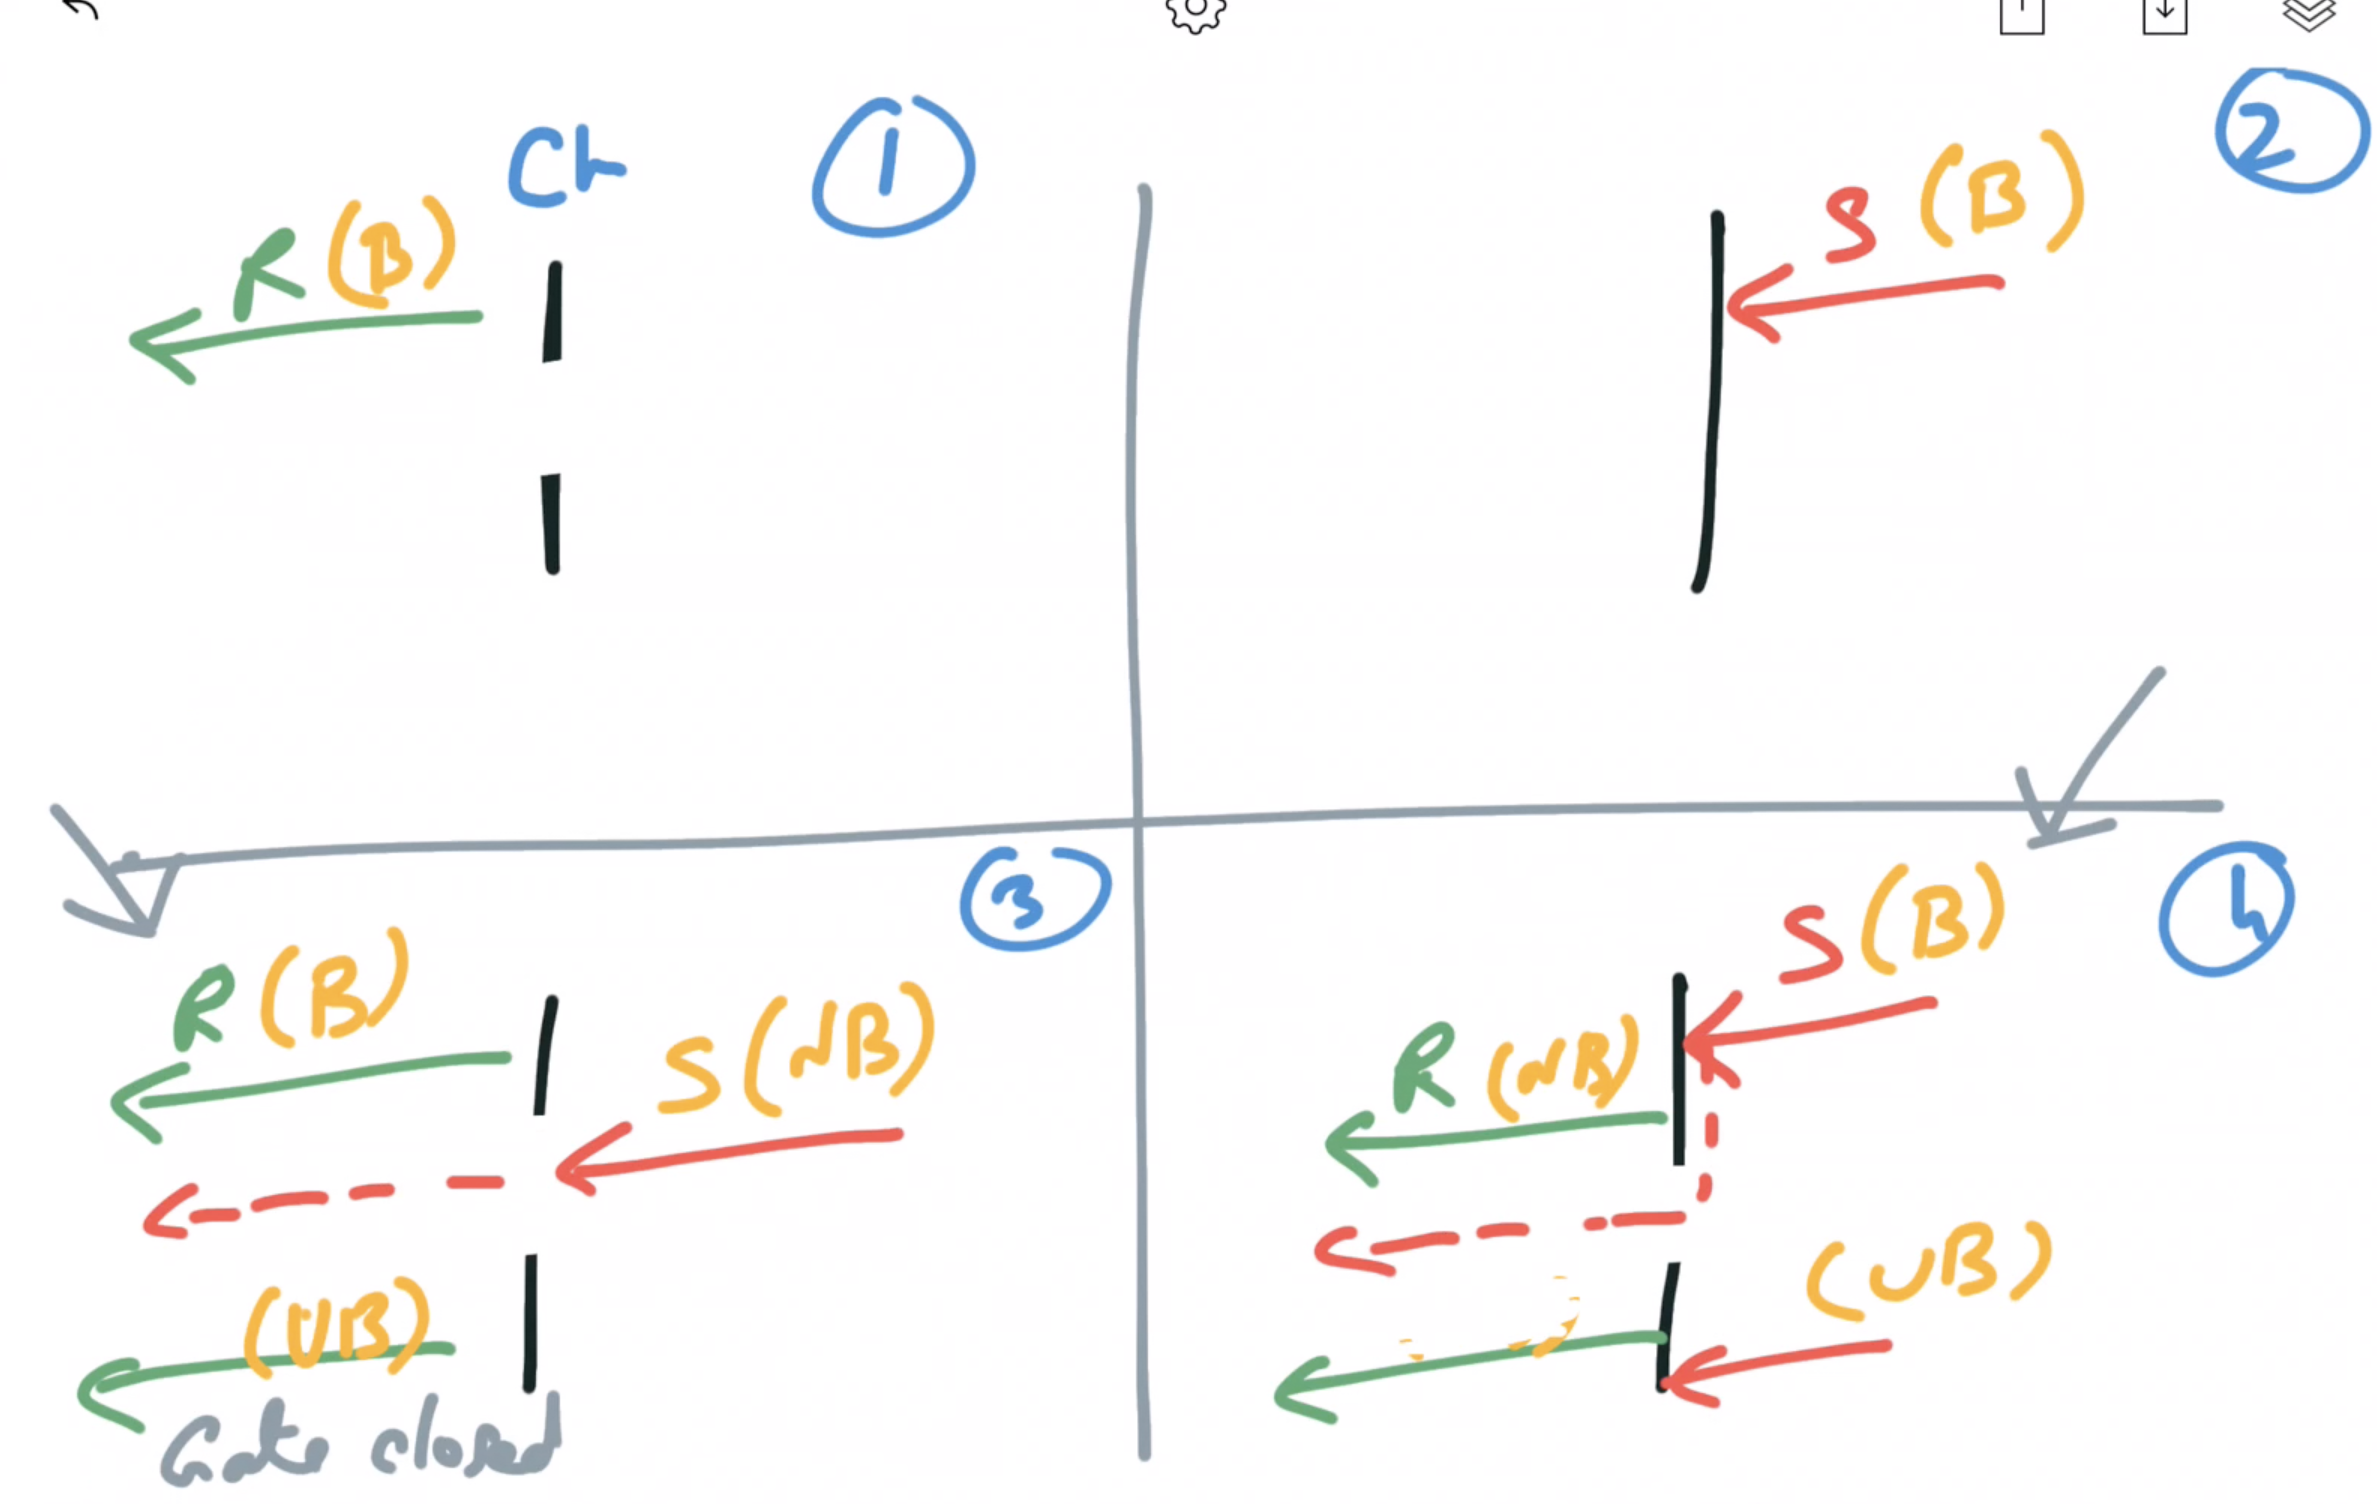 Ch
1
R (B)
2
S (B)
3
R (B)
S (NB)
(UB)
Gate closed
4
S (B)
R (NB)
(UB)